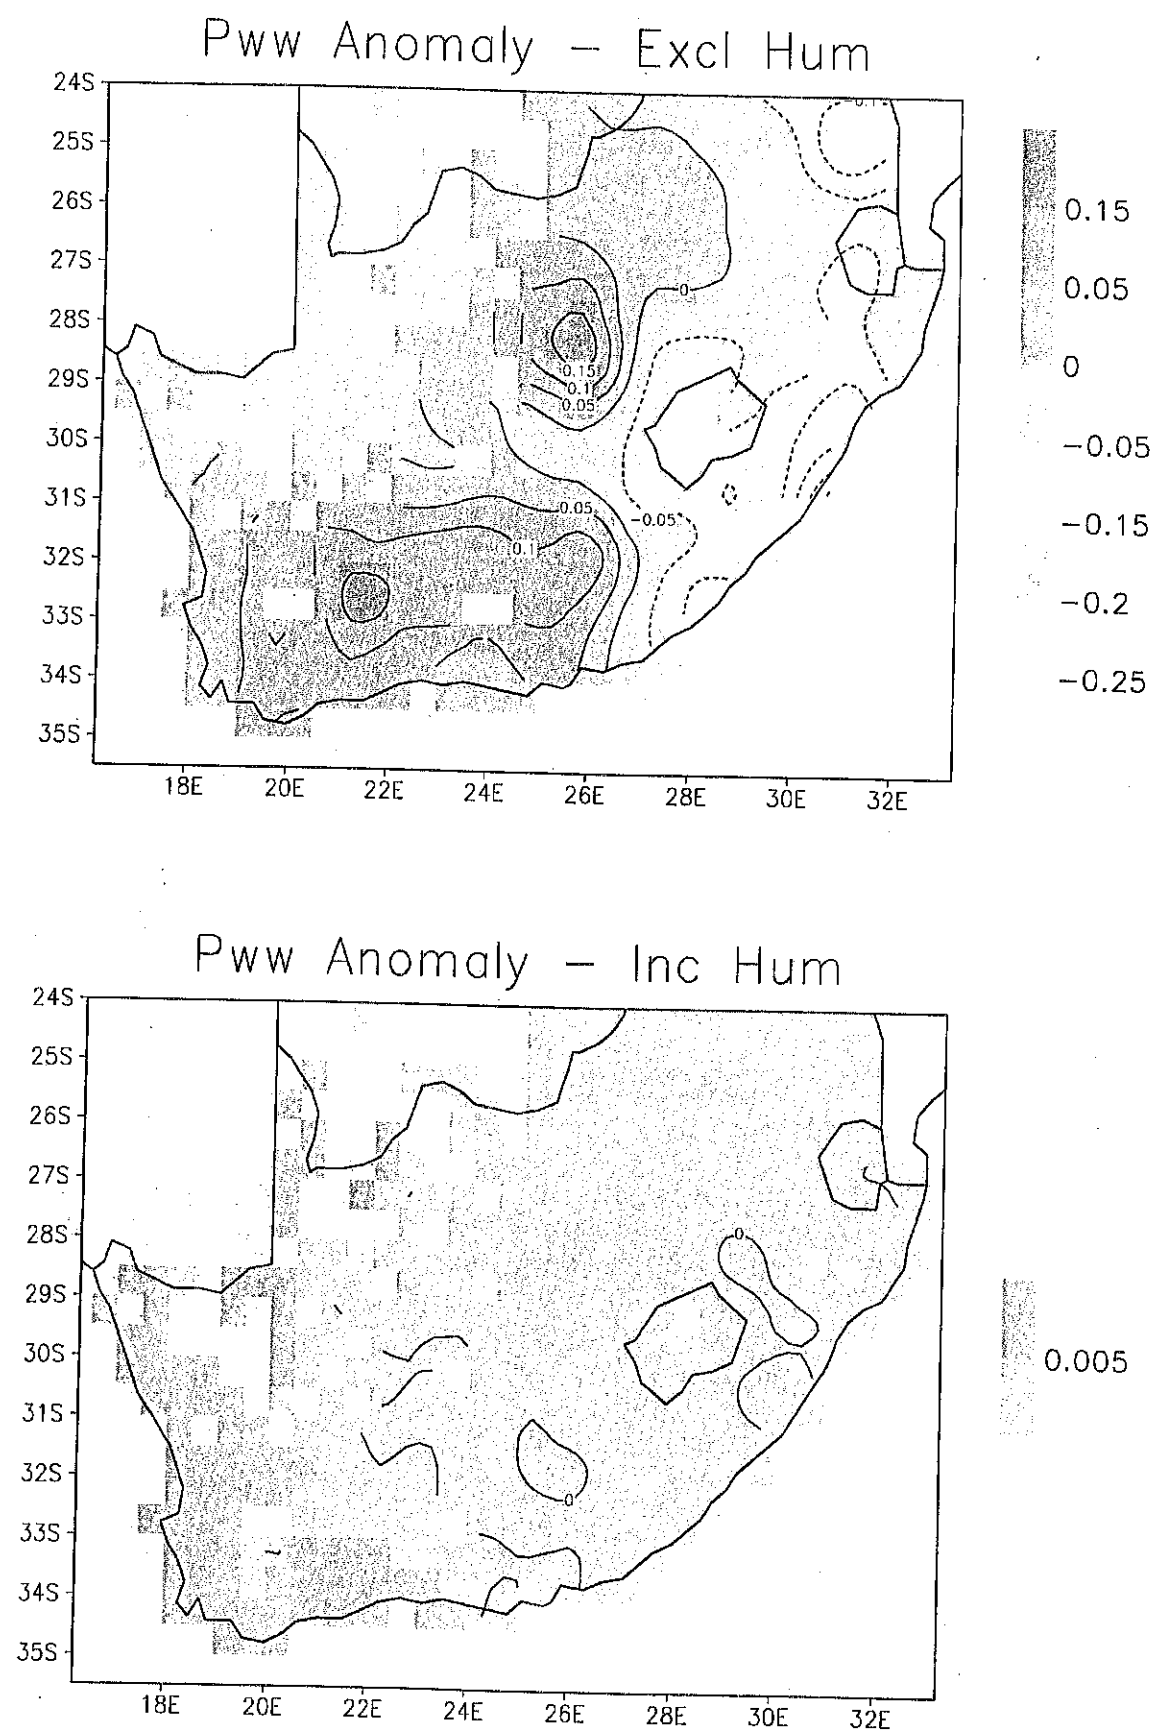 Pww Anomaly – Excl Hum
24S
25S
26S
27S
28S
29S
30S
31S
32S
33S
34S
35S
18E 20E 22E 24E 26E 28E 30E 32E
-0.1
0
0.15
0.1
0.05
0.05
-0.05
0.1
0.15
0.05
0
-0.05
-0.15
-0.2
-0.25
Pww Anomaly – Inc Hum
24S
25S
26S
27S
28S
29S
30S
31S
32S
33S
34S
35S
18E 20E 22E 24E 26E 28E 30E 32E
0
0
0.005